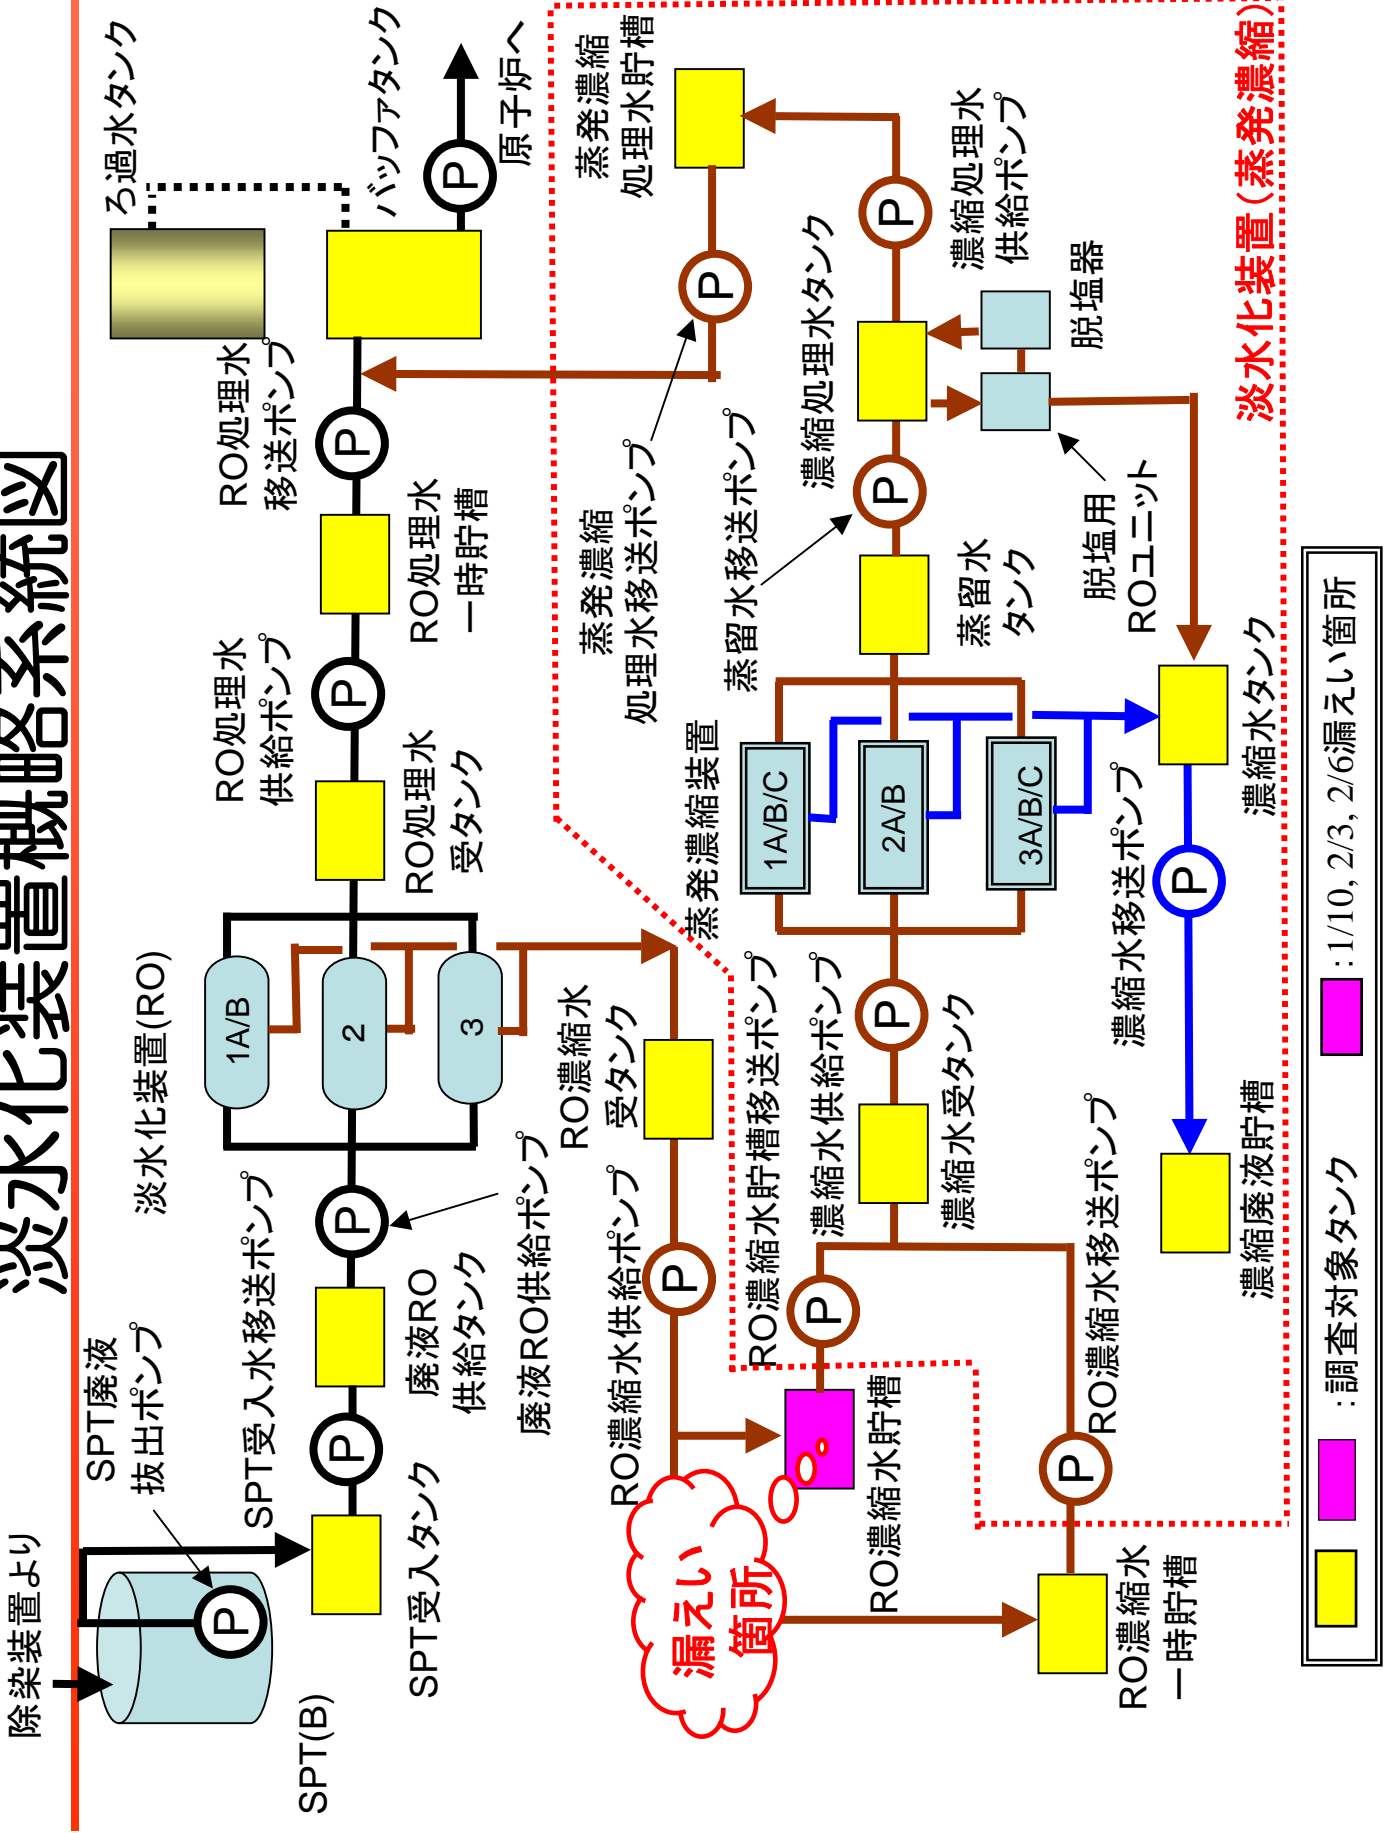 淡水化装置概略系統図
除染装置より
SPT廃液
抜出ポンプ
P
SPT(B)
SPT受入水移送ポンプ
P
SPT受入タンク
廃液RO
供給タンク
P
廃液RO供給ポンプ
淡水化装置(RO)
1A/B
2
3
RO処理水
受タンク
RO処理水
供給ポンプ
P
RO処理水
一時貯槽
RO処理水
移送ポンプ
P
ろ過水タンク
バッファタンク
P
原子炉へ
RO濃縮水
受タンク
RO濃縮水供給ポンプ
P
漏えい
箇所
RO濃縮水貯槽
RO濃縮水貯槽移送ポンプ
P
RO濃縮水
一時貯槽
RO濃縮水移送ポンプ
P
濃縮水受タンク
濃縮水供給ポンプ
P
蒸発濃縮装置
1A/B/C
2A/B
3A/B/C
蒸留水
タンク
蒸留水移送ポンプ
P
濃縮処理水タンク
脱塩用
ROユニット
脱塩器
濃縮処理水
供給ポンプ
P
蒸発濃縮
処理水貯槽
蒸発濃縮
処理水移送ポンプ
P
濃縮水タンク
濃縮水移送ポンプ
P
濃縮廃液貯槽
淡水化装置(蒸発濃縮)
:調査対象タンク
:1/10, 2/3, 2/6漏えい箇所